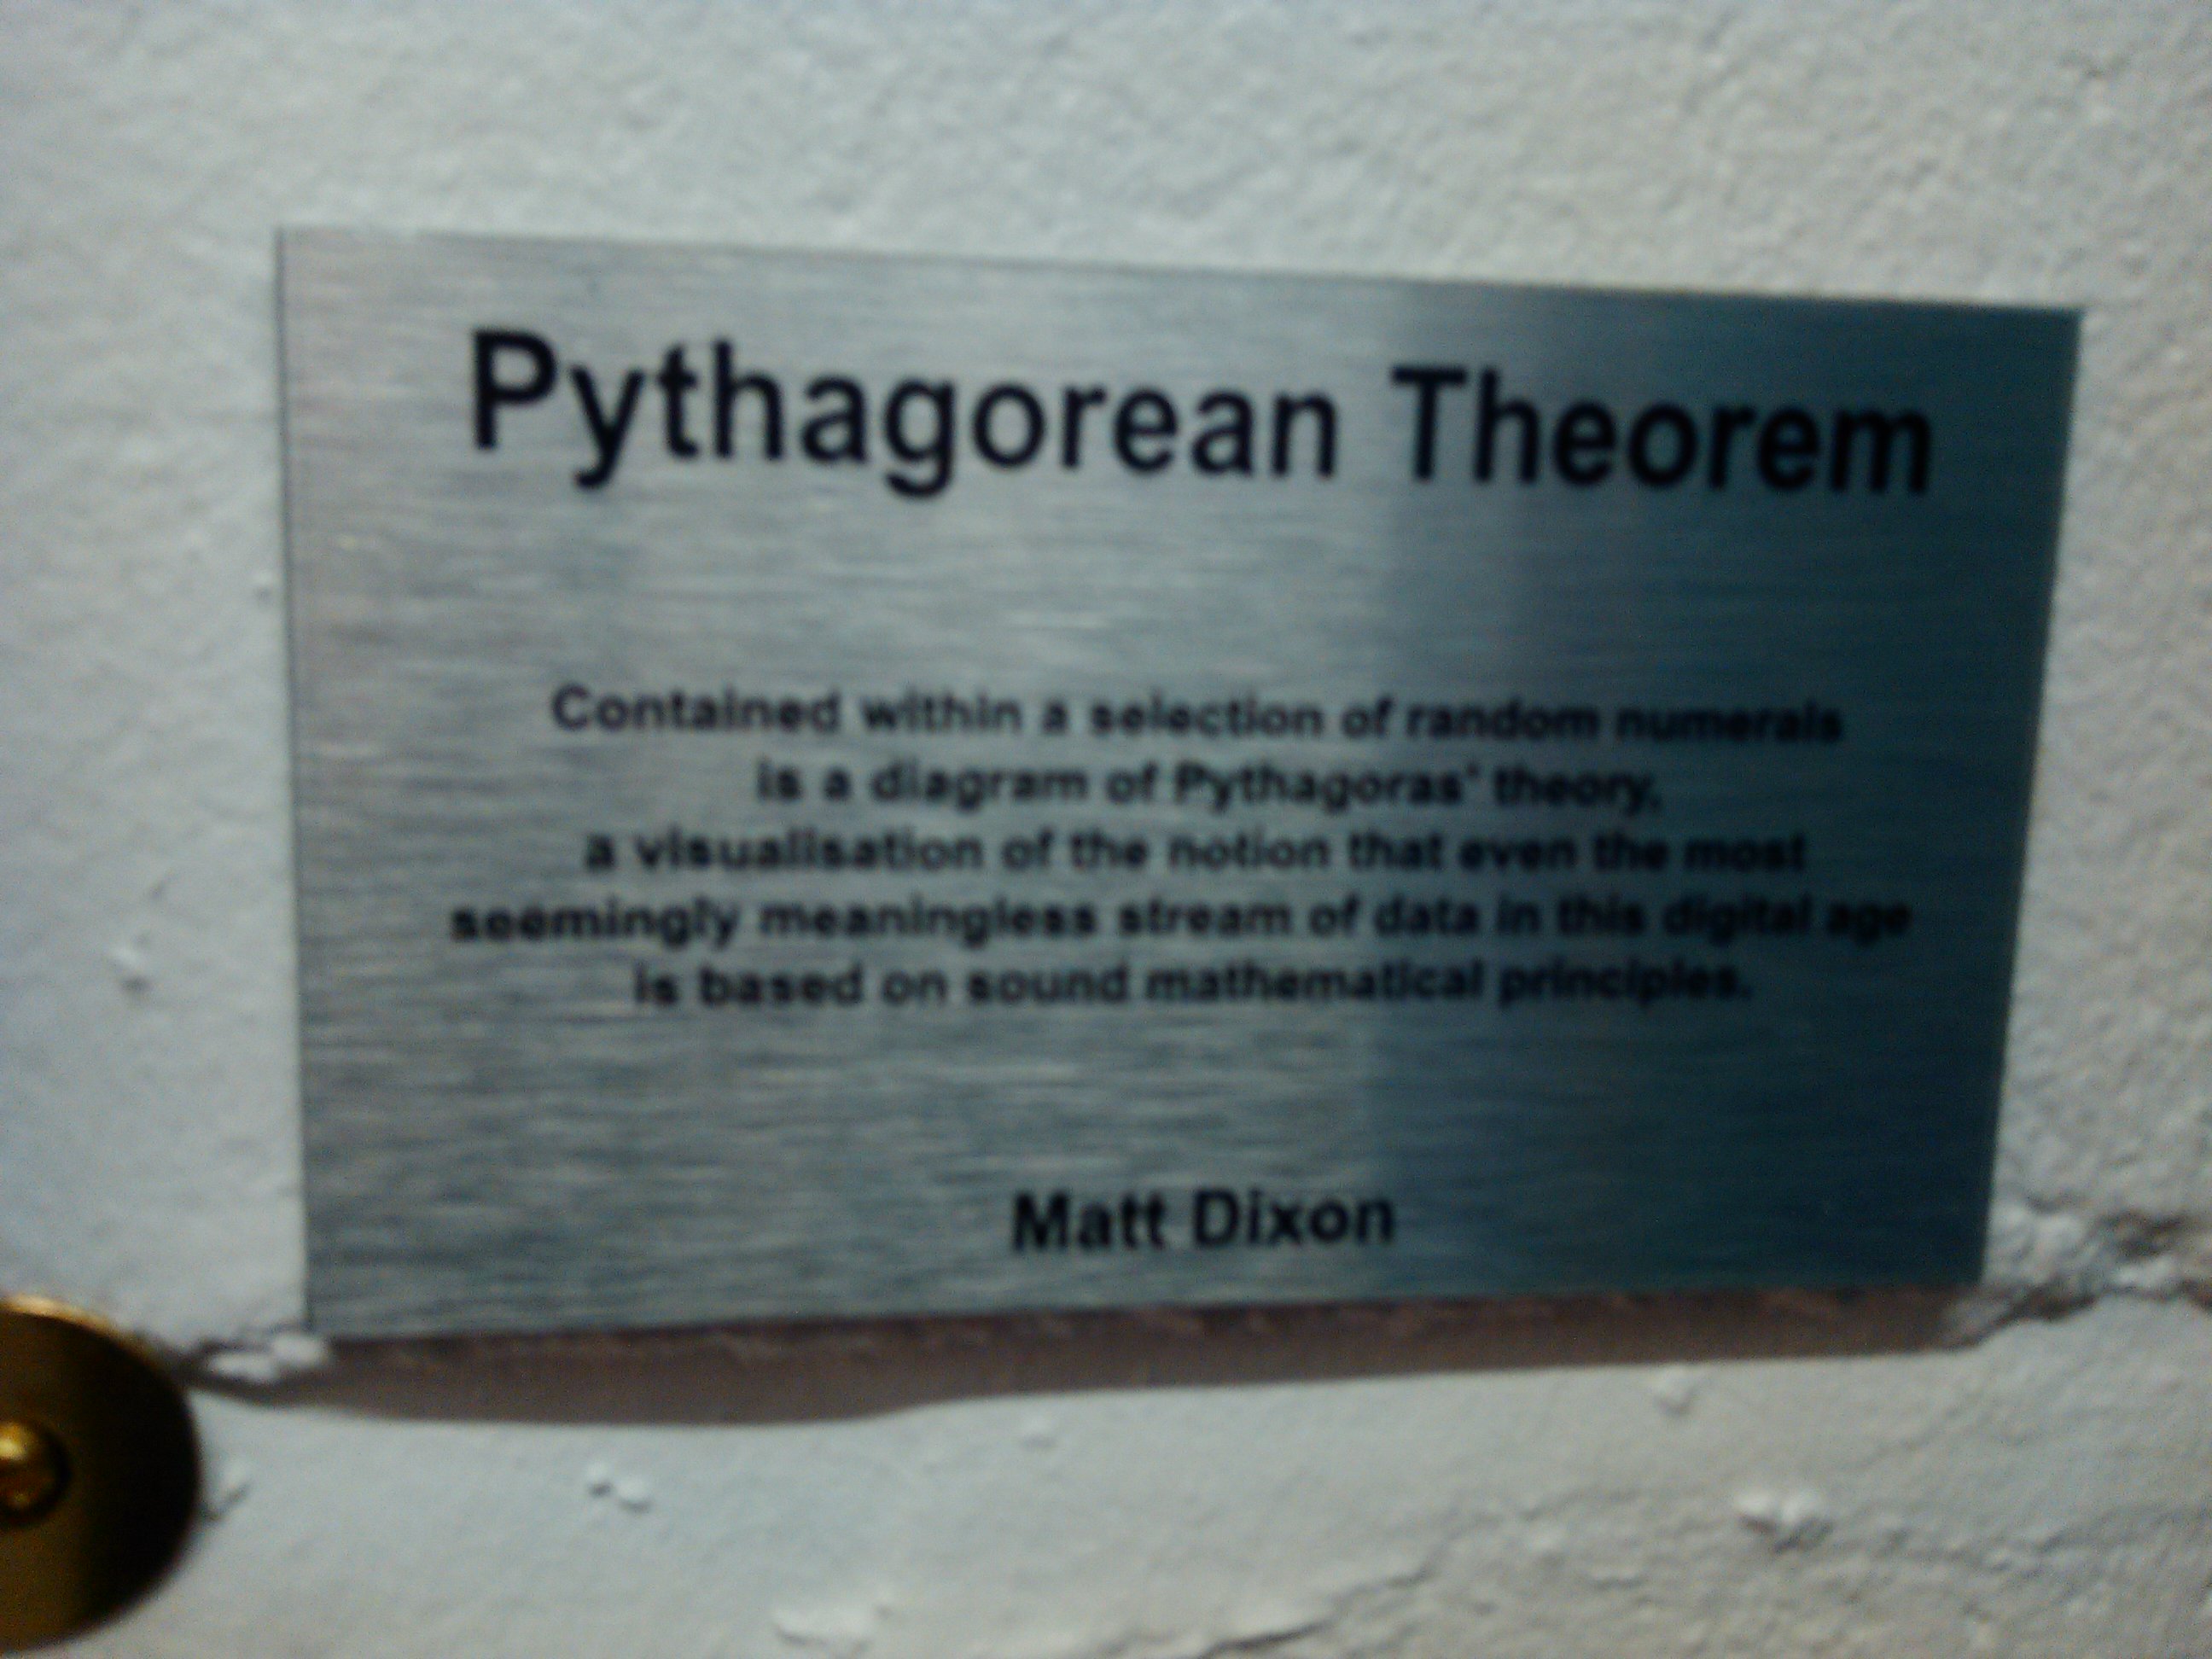 Pythagorean Theorem
Contained within a selection of random numerals
is a diagram of Pythagoras' theory,
a visualisation of the notion that even the most
seemingly meaningless stream of data in this digital age
is based on sound mathematical principles.
Matt Dixon